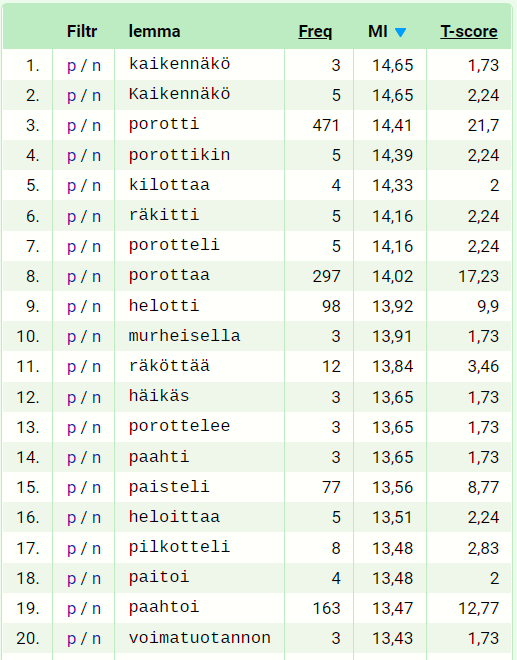 Filtr lemma Freq MI T-score
1. p / n kaikennäkö 3 14,65 1,73
2. p / n Kaikennäkö 5 14,65 2,24
3. p / n porotti 471 14,41 21,7
4. p / n porottikin 5 14,39 2,24
5. p / n kilottaa 4 14,33 2
6. p / n räkitti 5 14,16 2,24
7. p / n porotteli 5 14,16 2,24
8. p / n porottaa 297 14,02 17,23
9. p / n helotti 98 13,92 9,9
10. p / n murheisella 3 13,91 1,73
11. p / n räköttää 12 13,84 3,46
12. p / n häikäs 3 13,65 1,73
13. p / n porottelee 3 13,65 1,73
14. p / n paahti 3 13,65 1,73
15. p / n paisteli 77 13,56 8,77
16. p / n heloittaa 5 13,51 2,24
17. p / n pilkotteli 8 13,48 2,83
18. p / n paitoi 4 13,48 2
19. p / n paahtoi 163 13,47 12,77
20. p / n voimatuotannon 3 13,43 1,73